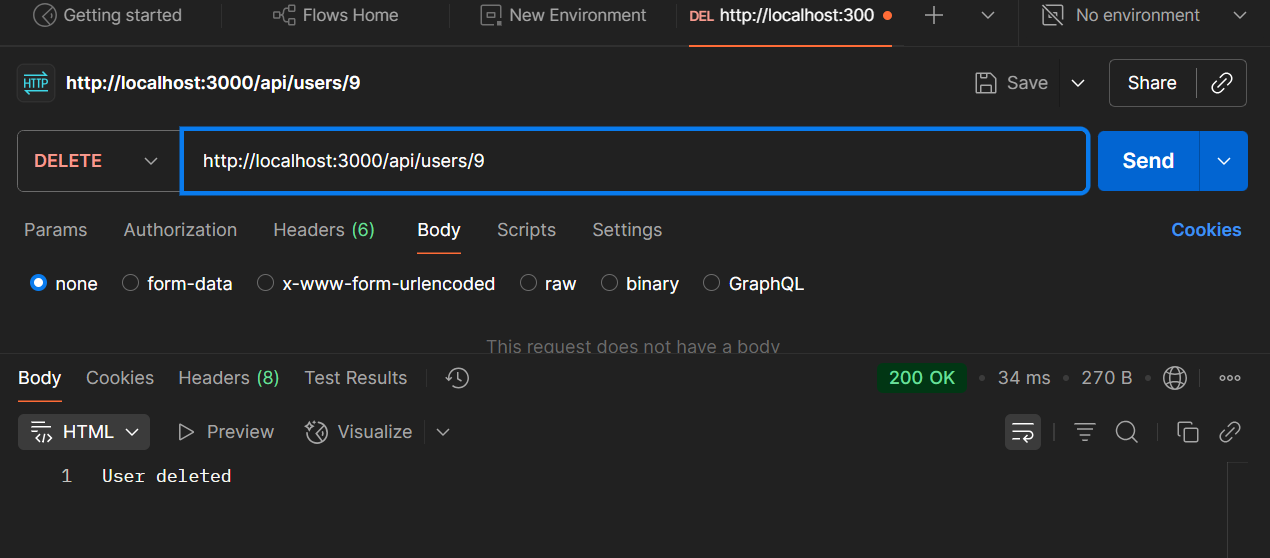 Getting started Flows Home New Environment DEL http://localhost:300 No environment
HTTP http://localhost:3000/api/users/9 Save Share
DELETE http://localhost:3000/api/users/9 Send
Params Authorization Headers (6) Body Scripts Settings Cookies
none form-data x-www-form-urlencoded raw binary GraphQL
This request does not have a body
Body Cookies Headers (8) Test Results 200 OK 34 ms 270 B
HTML Preview Visualize
1 User deleted